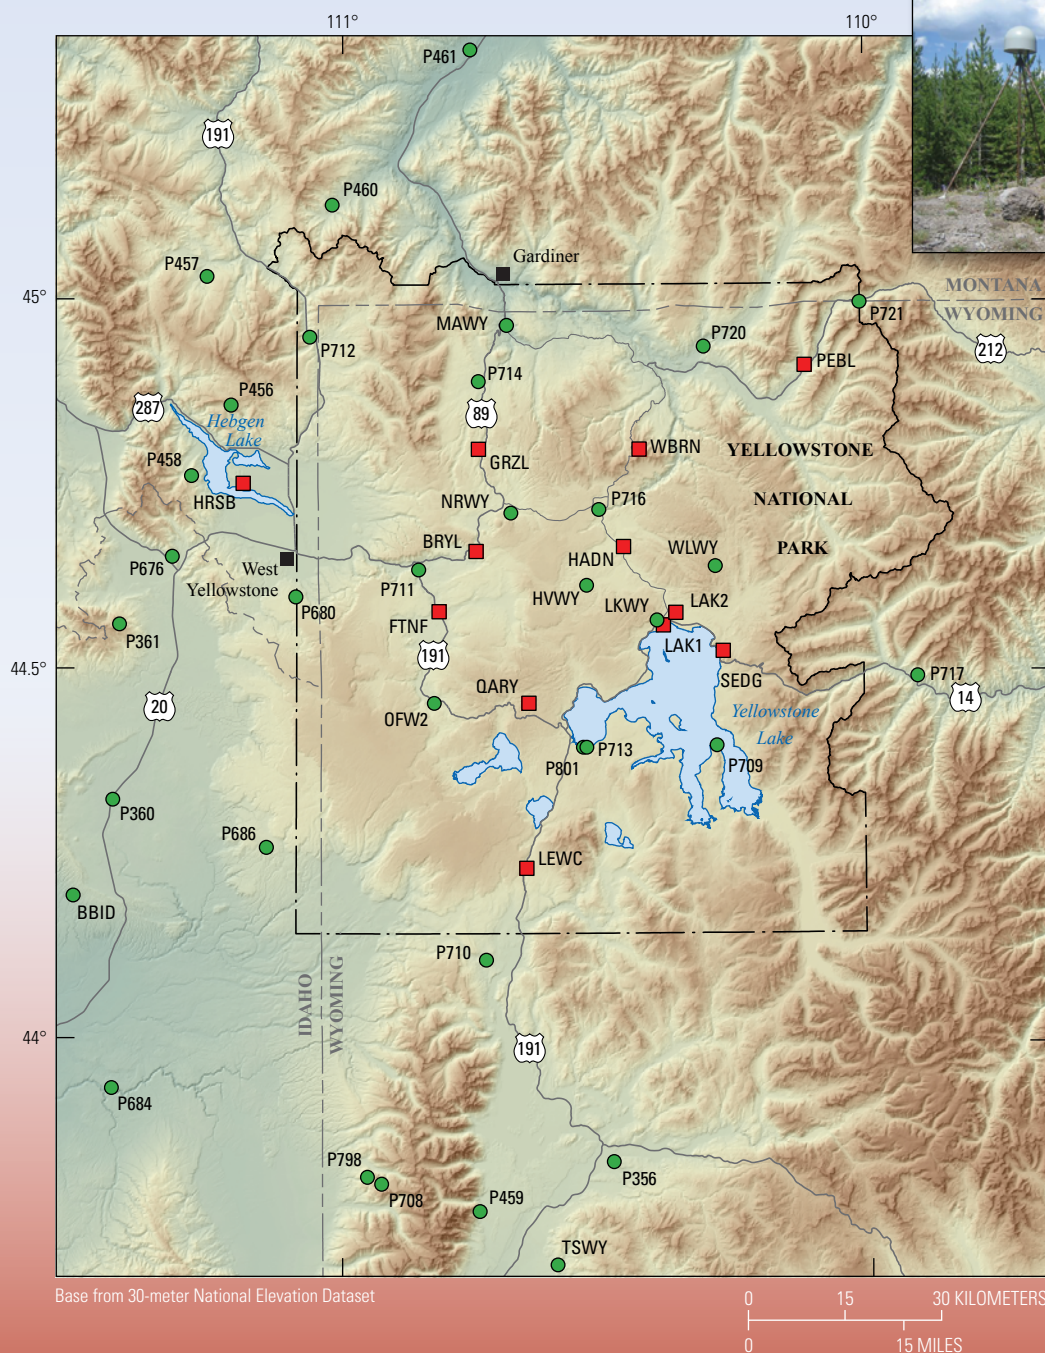 111°
110°
P461
191
P460
Gardiner
P457
MONTANA
45°
WYOMING
P721
MAWY
P712
P720
212
PEBL
P714
P456
287
89
Hebgen
Lake
WBRN
YELLOWSTONE
P458
GRZL
HRSB
NRWY
P716
NATIONAL
BRYL
HADN
WLWY
PARK
P676
West
Yellowstone
P711
HVWY
LKWY
LAK2
P680
FTNF
P361
LAK1
191
44.5°
SEDG
P717
QARY
14
20
OFW2
Yellowstone
Lake
P713
P801
P709
P360
P686
LEWC
BBID
P710
IDAHO
WYOMING
44°
191
P684
P798
P356
P708
P459
TSWY
Base from 30-meter National Elevation Dataset
0 15 30 KILOMETERS
0 15 MILES